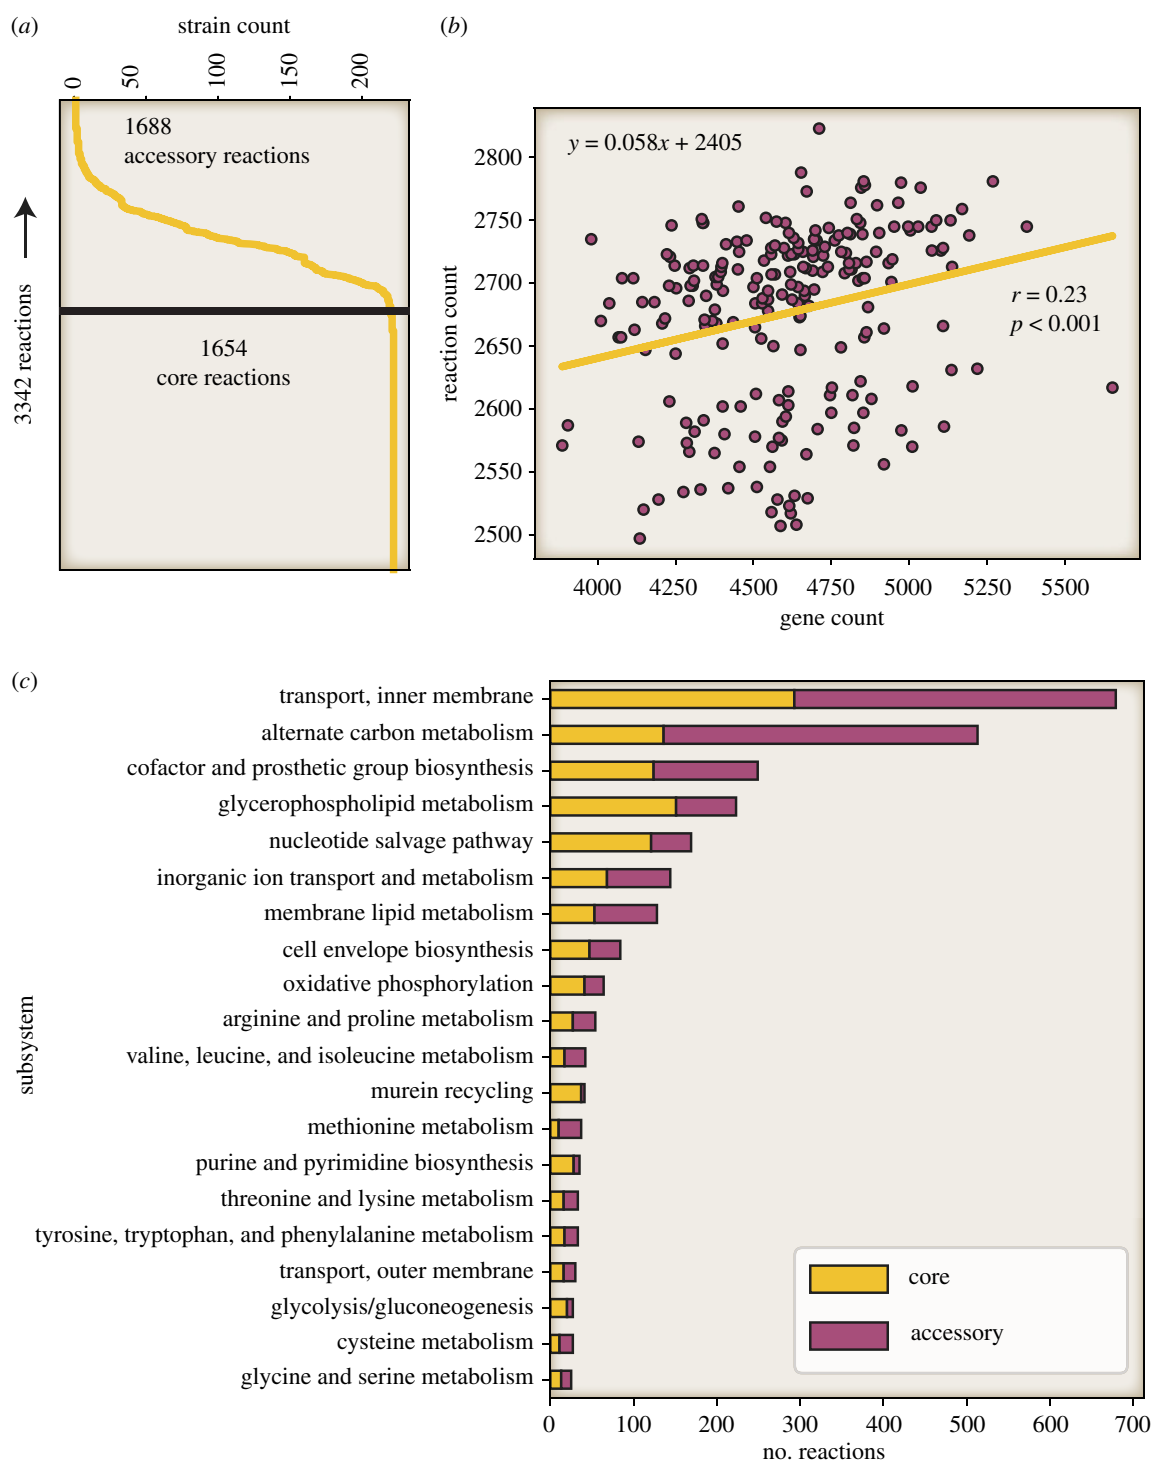 (a)
strain count
0
50
100
150
200
1688
accessory reactions
1654
core reactions
3342 reactions
(b)
y = 0.058x + 2405
r = 0.23
p < 0.001
reaction count
2800
2750
2700
2650
2600
2550
2500
4000
4250
4500
4750
5000
5250
5500
gene count
(c)
subsystem
transport, inner membrane
alternate carbon metabolism
cofactor and prosthetic group biosynthesis
glycerophospholipid metabolism
nucleotide salvage pathway
inorganic ion transport and metabolism
membrane lipid metabolism
cell envelope biosynthesis
oxidative phosphorylation
arginine and proline metabolism
valine, leucine, and isoleucine metabolism
murein recycling
methionine metabolism
purine and pyrimidine biosynthesis
threonine and lysine metabolism
tyrosine, tryptophan, and phenylalanine metabolism
transport, outer membrane
glycolysis/gluconeogenesis
cysteine metabolism
glycine and serine metabolism
core
accessory
0
100
200
300
400
500
600
700
no. reactions